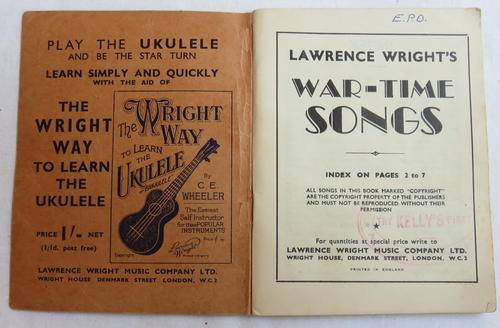 PLAY THE UKULELE
AND BE THE STAR TURN
LEARN SIMPLY AND QUICKLY
WITH THE AID OF
THE
WRIGHT
WAY
TO LEARN
THE
UKULELE
PRICE 1/- NET
(1/1d. post free)
The WRIGHT
WAY
TO LEARN
THE
UKULELE
By
C.E.
WHEELER
The Easiest
Self Instructor
for these POPULAR
INSTRUMENTS
Copyright
LAWRENCE WRIGHT MUSIC COMPANY LTD.
WRIGHT HOUSE, DENMARK STREET, LONDON, W.C.2
E.P.O.
LAWRENCE WRIGHT'S
WAR-TIME
SONGS
INDEX ON PAGES 2 to 7
ALL SONGS IN THIS BOOK MARKED "COPYRIGHT"
ARE THE COPYRIGHT PROPERTY OF THE PUBLISHERS
AND MUST NOT BE REPRODUCED WITHOUT THEIR
PERMISSION
KELLY'S
For quantities at special price write to
LAWRENCE WRIGHT MUSIC COMPANY LTD.
WRIGHT HOUSE, DENMARK STREET, LONDON, W.C.2
PRINTED IN ENGLAND